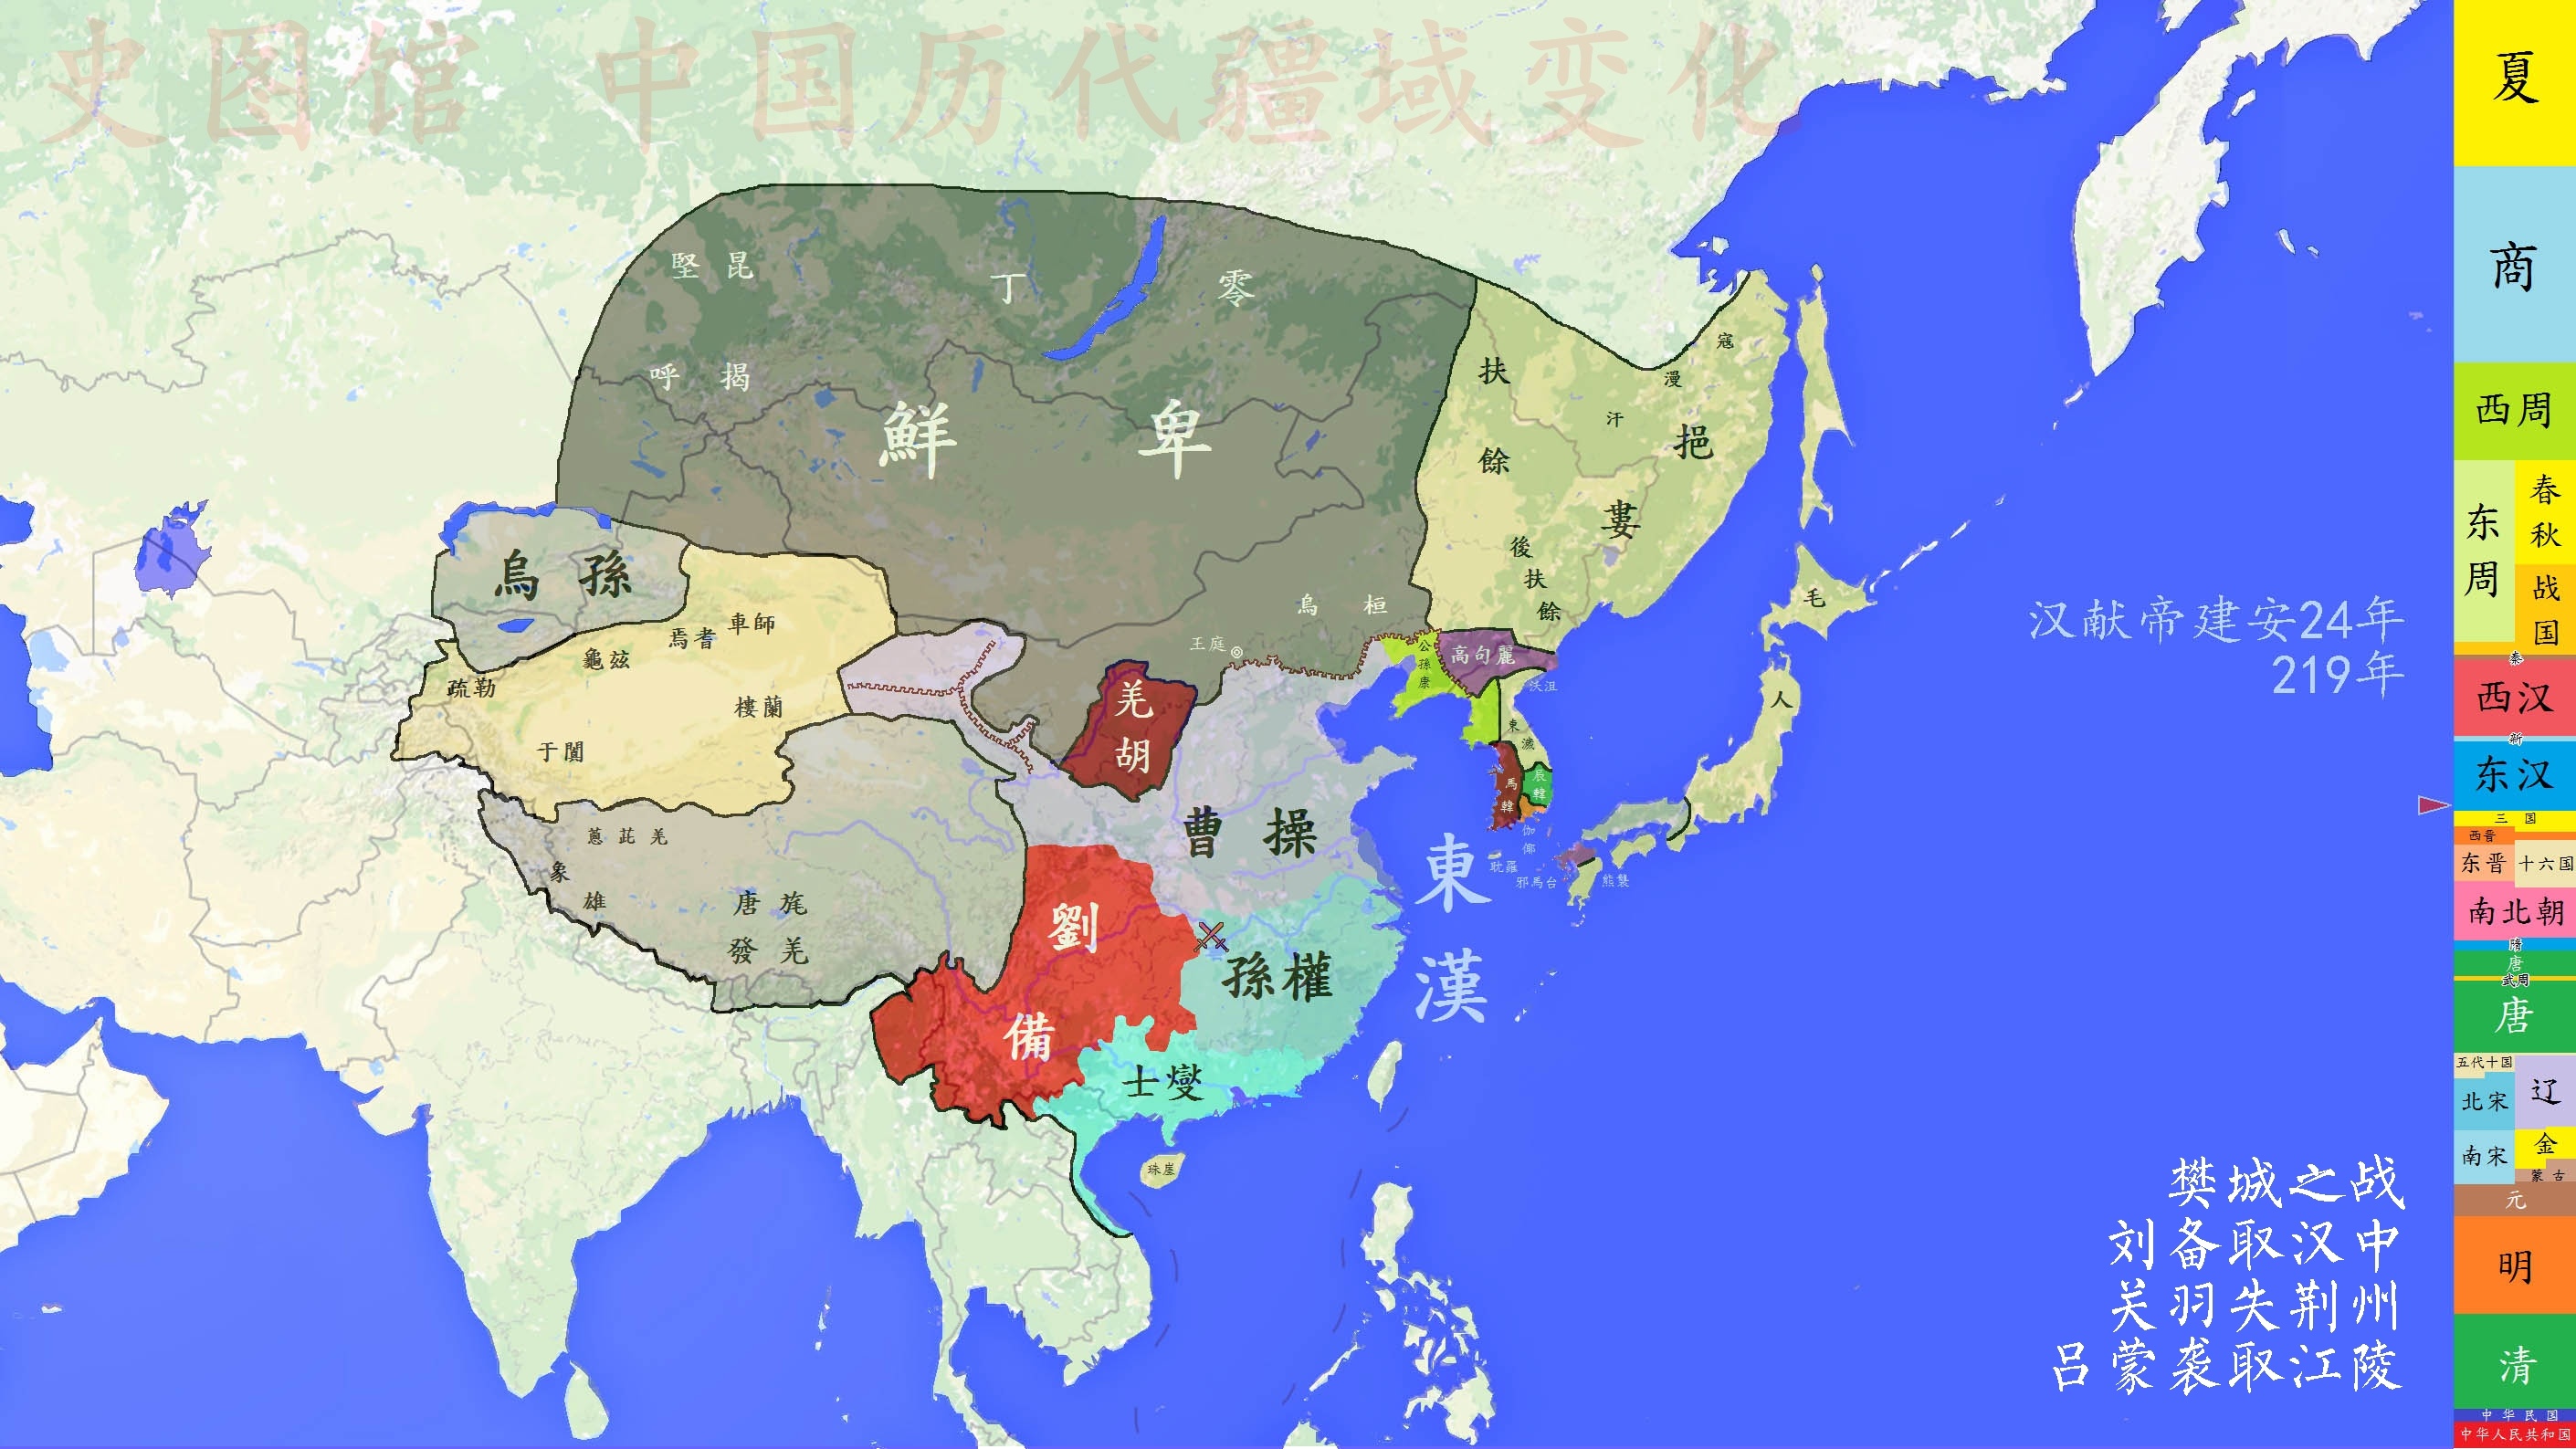 史图馆 中国历代疆域变化
堅昆
丁零
呼揭
鮮卑
扶餘
寇漫汗
挹婁
後扶餘
烏孫
車師
焉耆
龜兹
疏勒
樓蘭
于闐
烏桓
王庭
公孫康
高句麗
沃沮
東濊
馬韓
辰韓
伽倻
耽羅
邪馬台
熊襲
毛人
羌胡
蔥茈羌
象雄
唐旄
發羌
曹操
劉備
孫權
士燮
東漢
珠崖
汉献帝建安24年
219年
樊城之战
刘备取汉中
关羽失荆州
吕蒙袭取江陵
夏
商
西周
东周
春秋
战国
秦
西汉
新
东汉
三国
西晋
东晋
十六国
南北朝
隋
唐
武周
唐
五代十国
辽
北宋
南宋
金
蒙古
元
明
清
中华民国
中华人民共和国